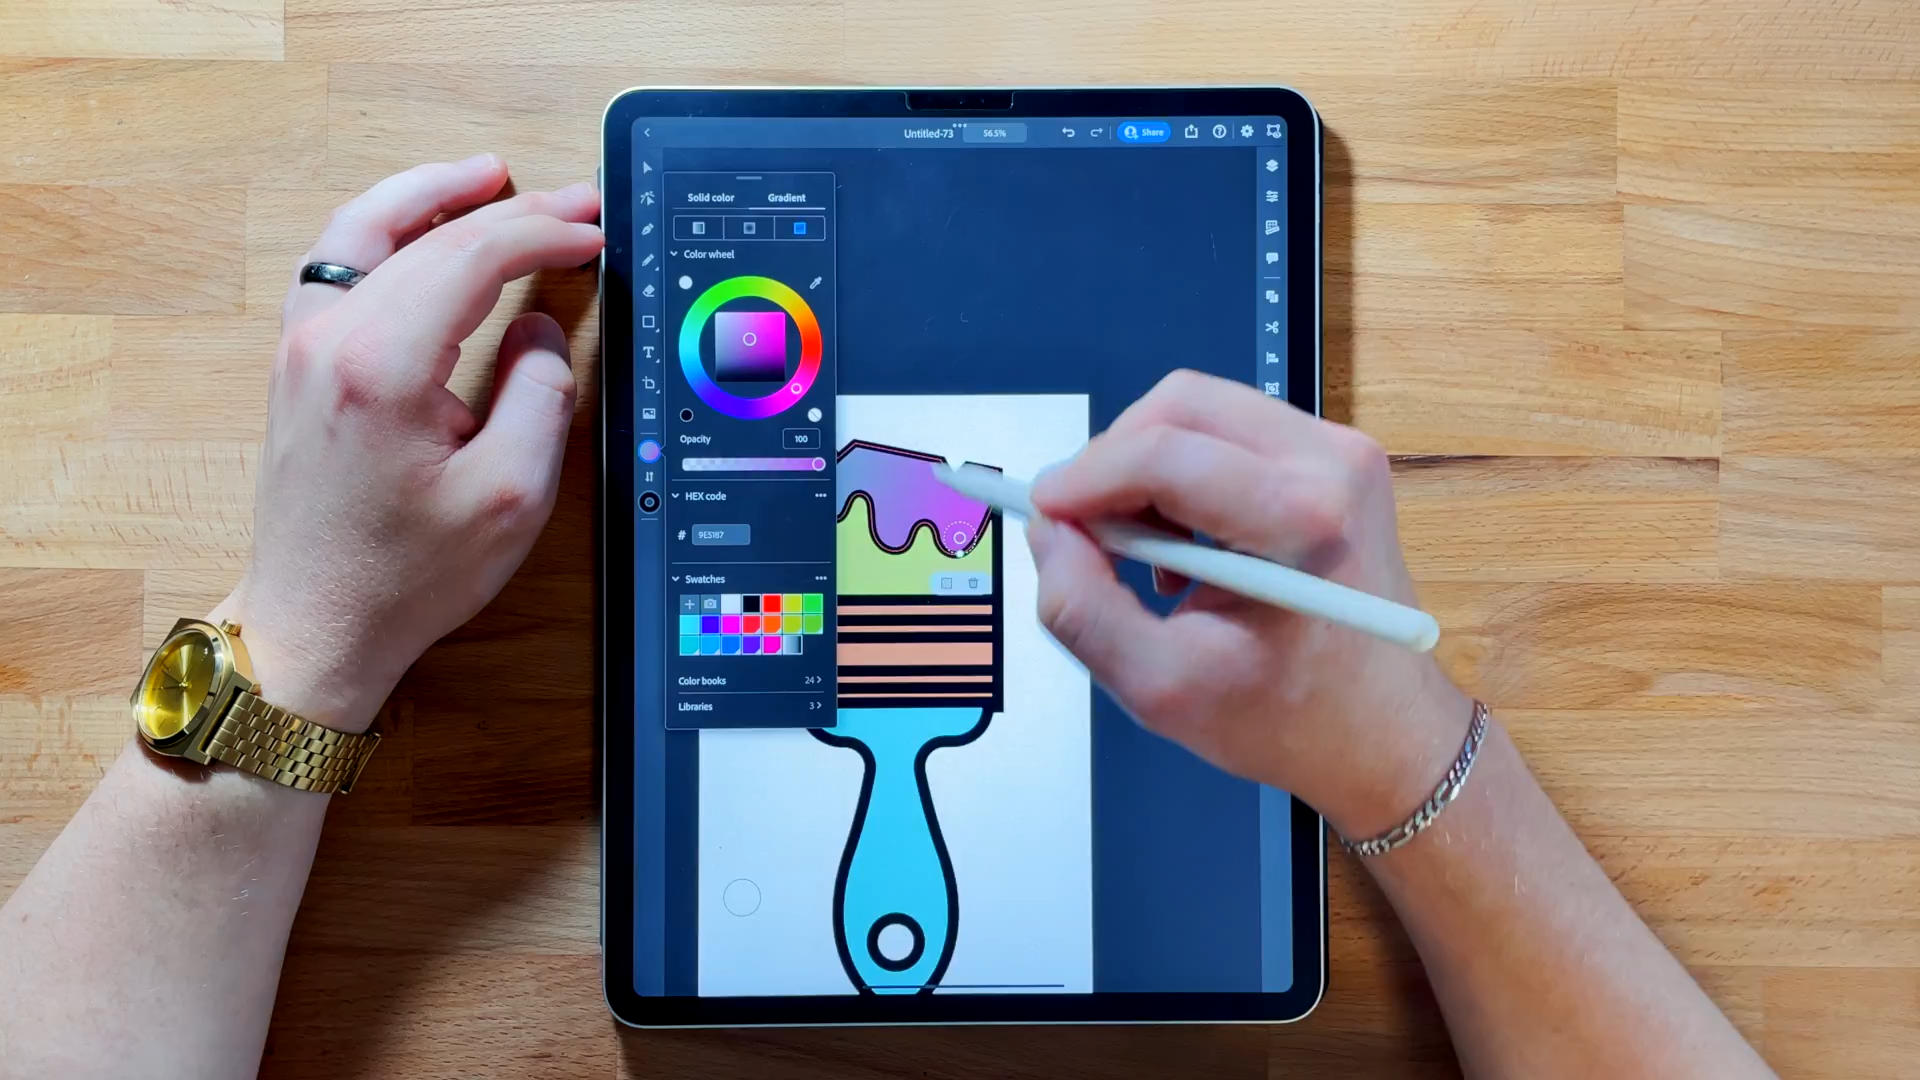 Untitled-73 56.5% Share
Solid color Gradient
Color wheel
Opacity 100
HEX code
# 9E5187
Swatches
Color books 24 >
Libraries 3 >
T